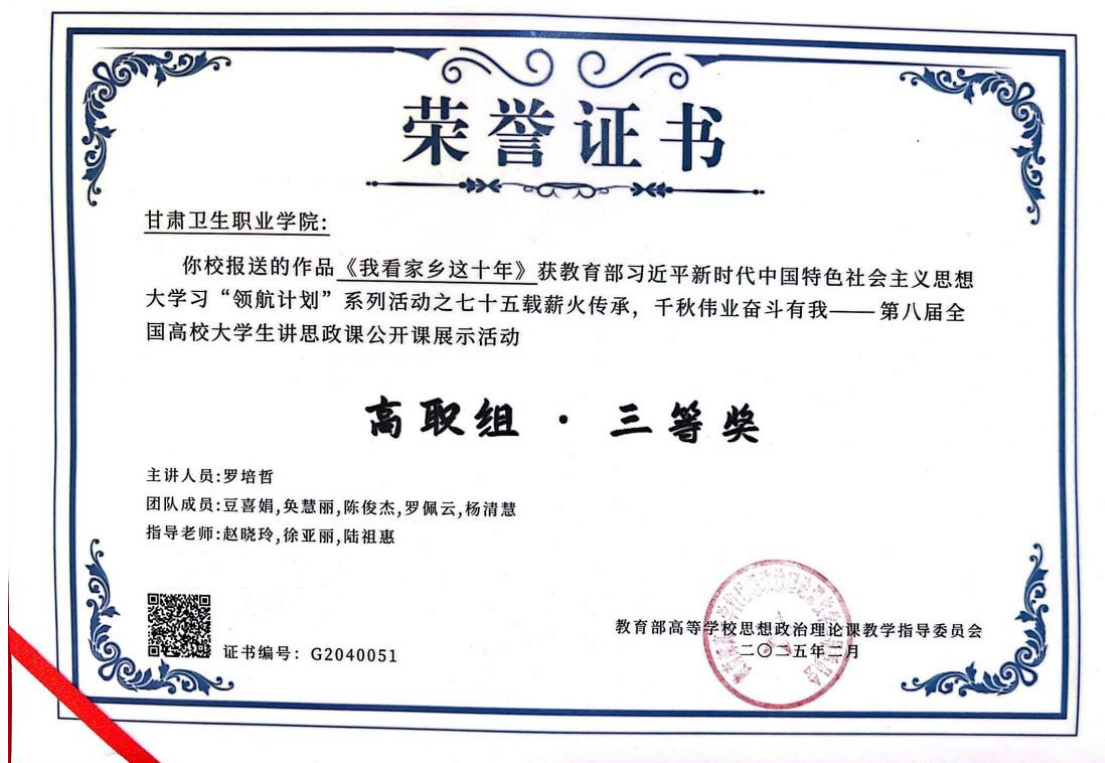 荣誉证书
甘肃卫生职业学院:
你校报送的作品《我看家乡这十年》获教育部习近平新时代中国特色社会主义思想
大学习“领航计划”系列活动之七十五载薪火传承，千秋伟业奋斗有我——第八届全
国高校大学生讲思政课公开课展示活动
高职组·三等奖
主讲人员:罗培哲
团队成员:豆喜娟,奂慧丽,陈俊杰,罗佩云,杨清慧
指导老师:赵晓玲,徐亚丽,陆祖惠
教育部高等学校思想政治理论课教学指导委员会
二〇二五年二月
证书编号：G2040051